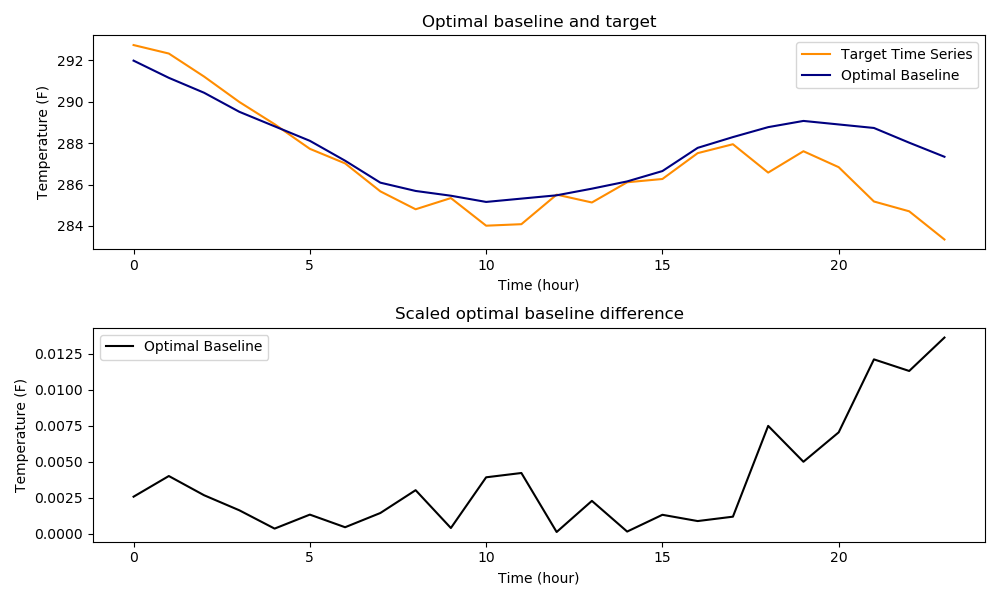 Optimal baseline and target
Target Time Series
Optimal Baseline
Temperature (F)
292
290
288
286
284
0
5
10
15
20
Time (hour)
Scaled optimal baseline difference
Optimal Baseline
Temperature (F)
0.0125
0.0100
0.0075
0.0050
0.0025
0.0000
0
5
10
15
20
Time (hour)